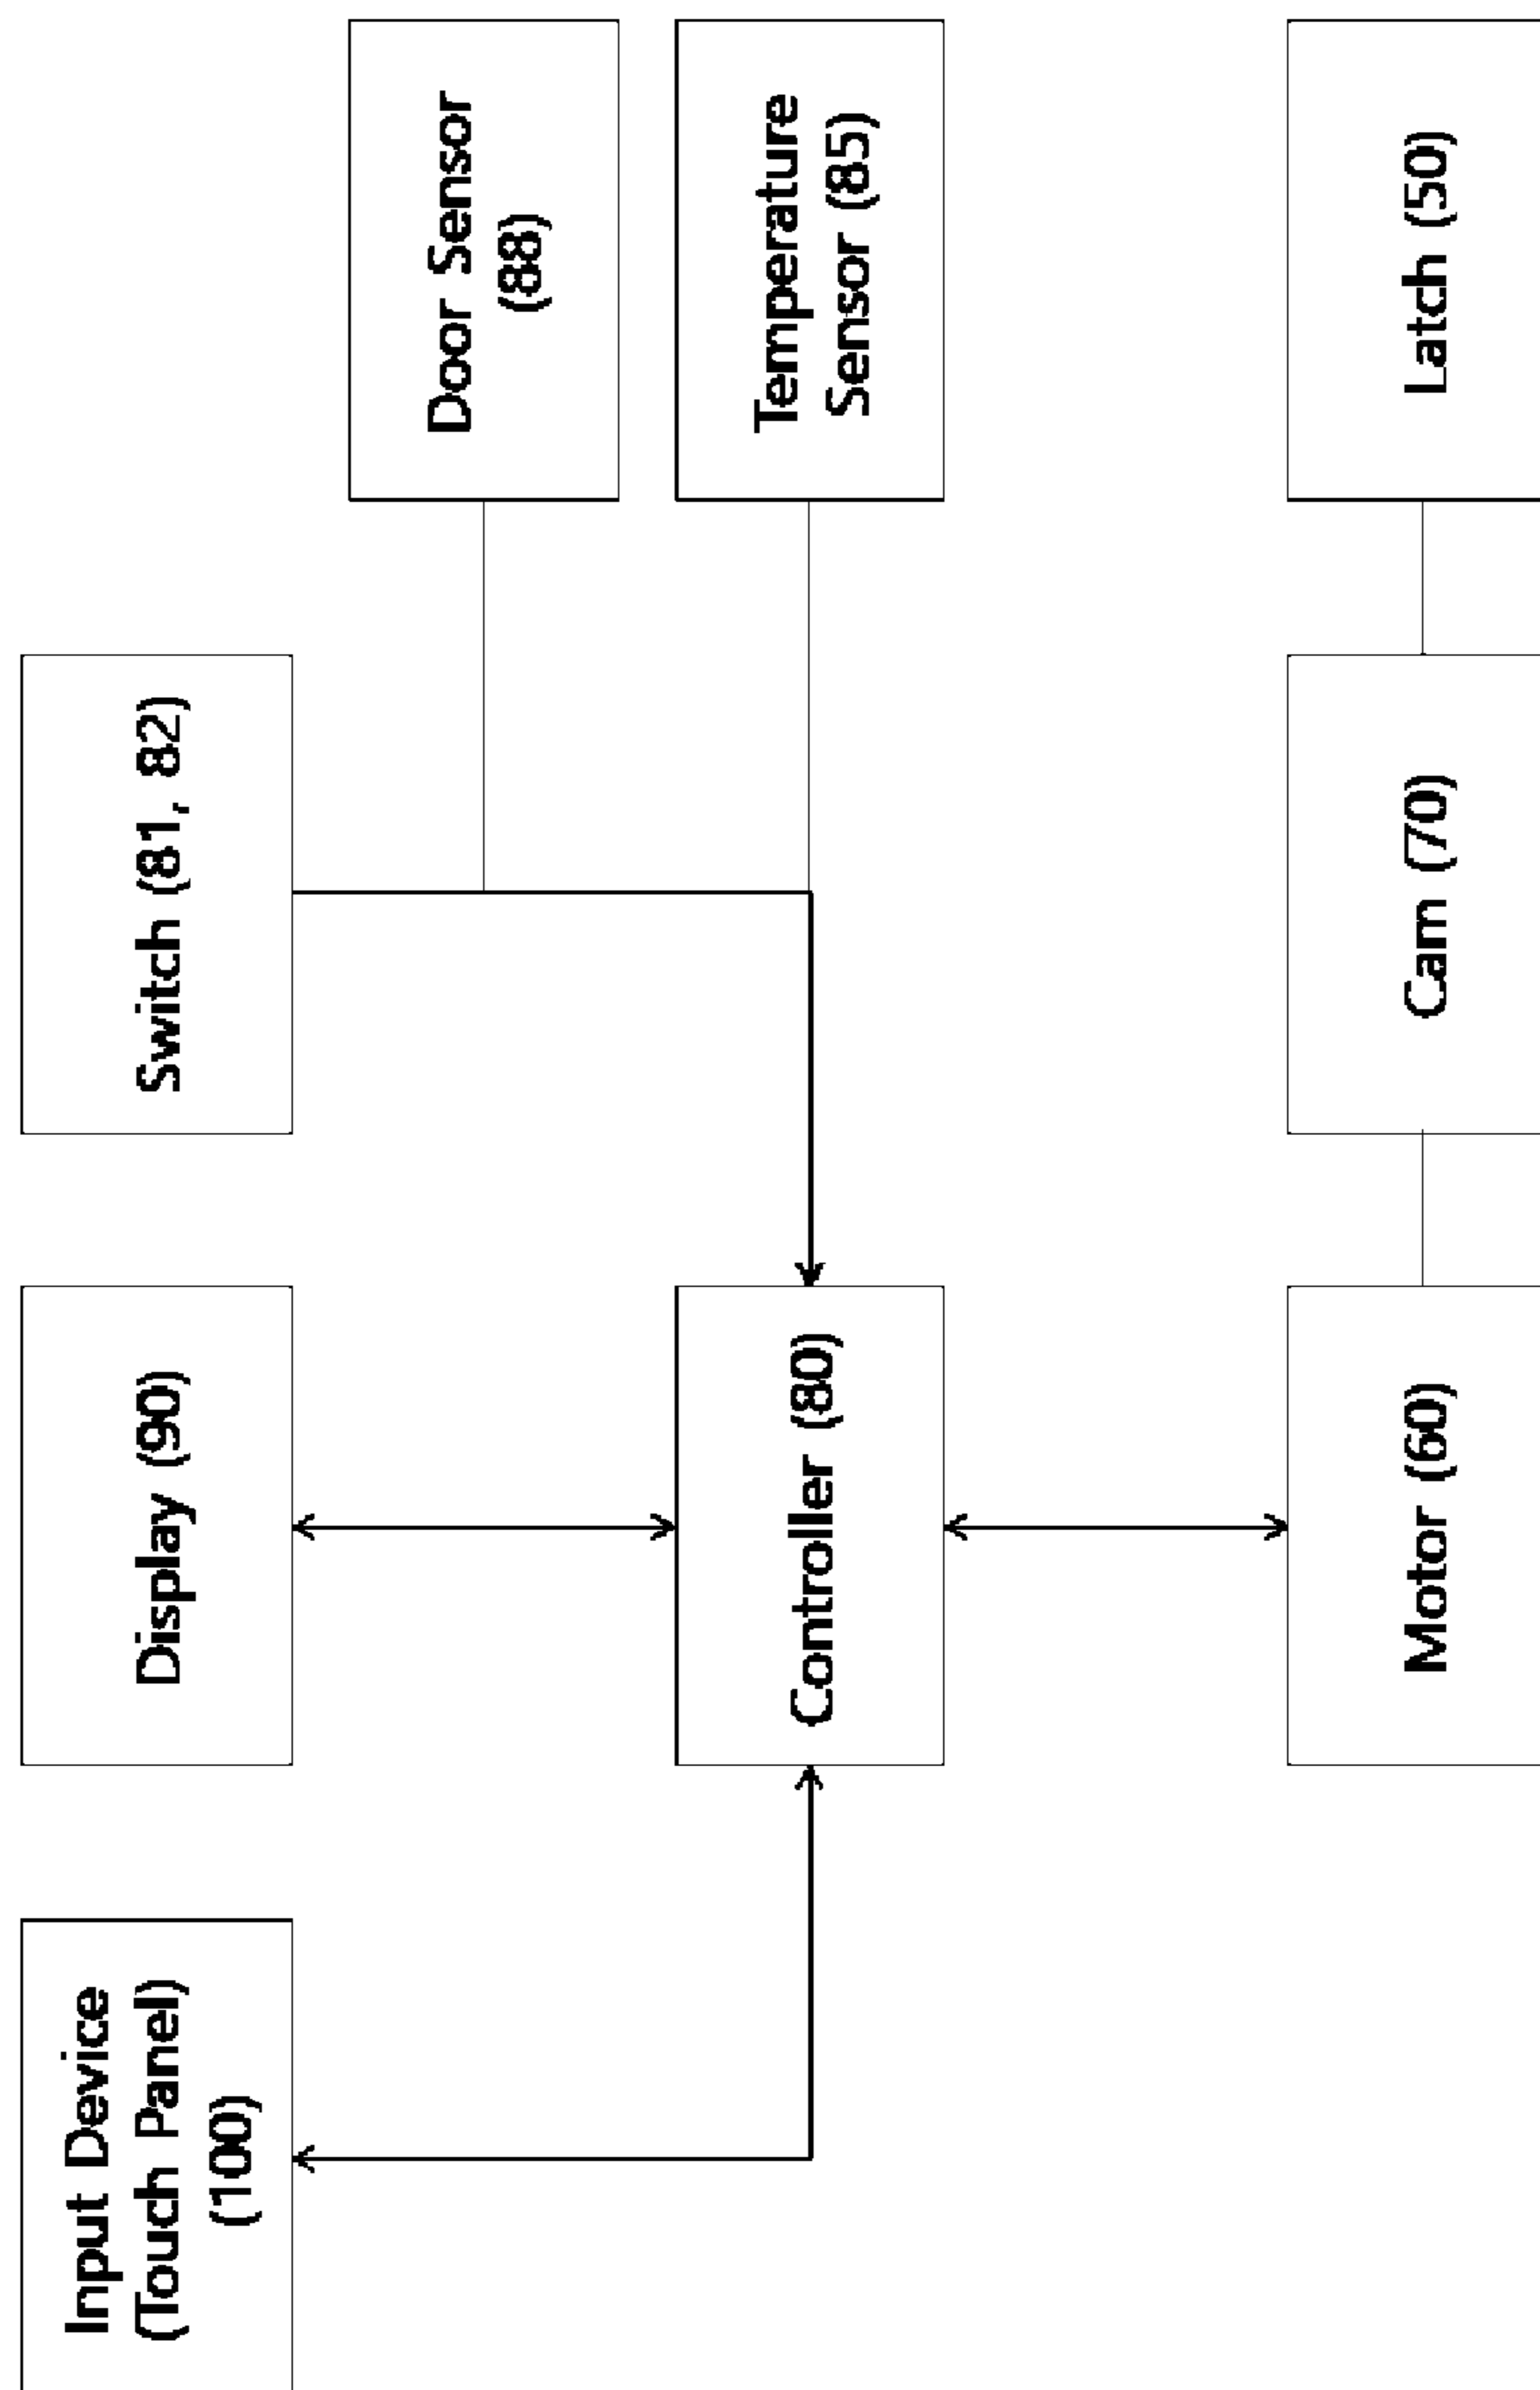 Input Device
(Touch Panel)
(100)
Display (90)
Switch (81, 82)
Door Sensor
(88)
Controller (80)
Temperature
Sensor (85)
Motor (60)
Cam (70)
Latch (50)